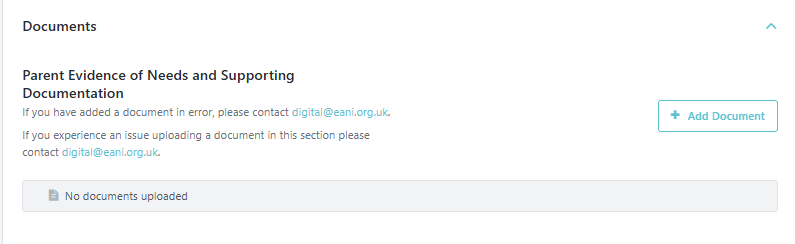 Documents
Parent Evidence of Needs and Supporting
Documentation
If you have added a document in error, please contact digital@eani.org.uk.
+ Add Document
If you experience an issue uploading a document in this section please
contact digital@eani.org.uk.
No documents uploaded